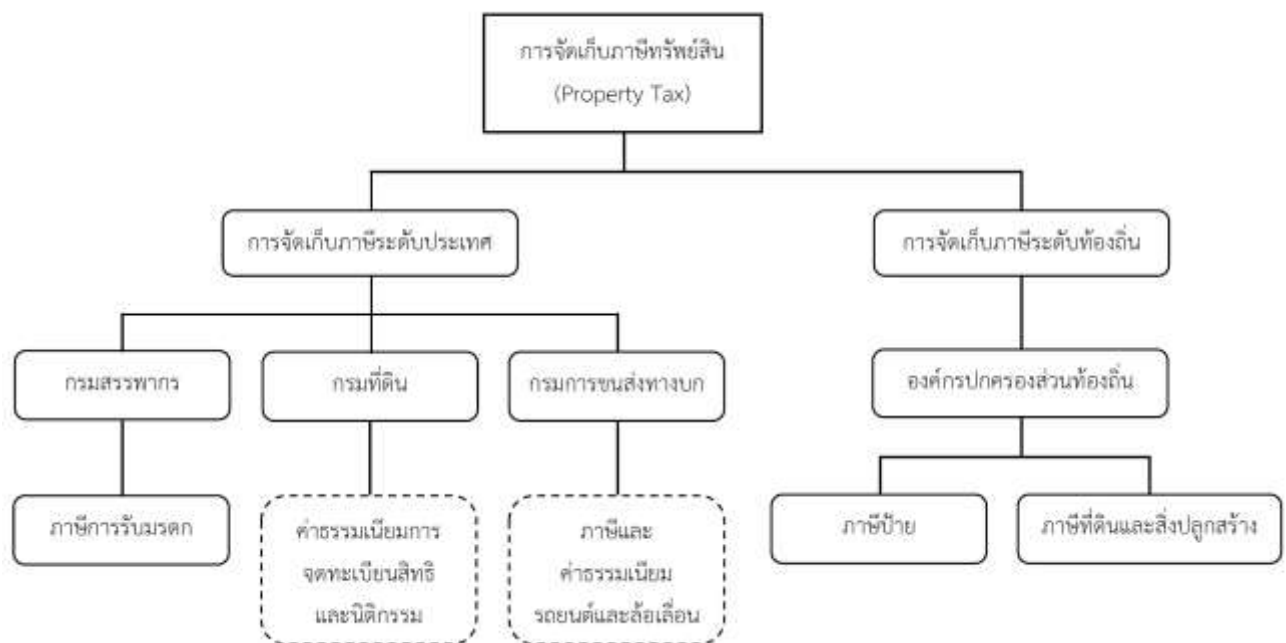 การจัดเก็บภาษีทรัพย์สิน
(Property Tax)
การจัดเก็บภาษีระดับประเทศ
การจัดเก็บภาษีระดับท้องถิ่น
กรมสรรพากร
กรมที่ดิน
กรมการขนส่งทางบก
องค์กรปกครองส่วนท้องถิ่น
ภาษีการรับมรดก
ค่าธรรมเนียมการ
จดทะเบียนสิทธิ
และนิติกรรม
ภาษีและ
ค่าธรรมเนียม
รถยนต์และล้อเลื่อน
ภาษีป้าย
ภาษีที่ดินและสิ่งปลูกสร้าง